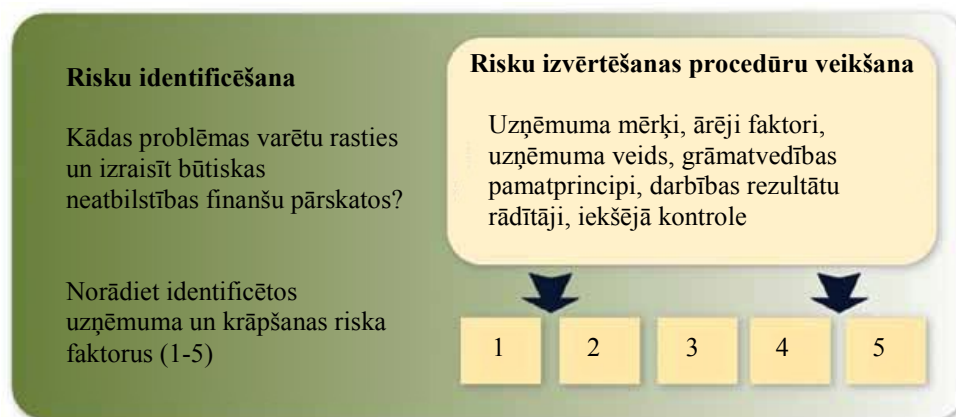 Risku identificēšana
Kādas problēmas varētu rasties
un izraisīt būtiskas
neatbilstības finanšu pārskatos?
Norādiet identificētos
uzņēmuma un krāpšanas riska
faktorus (1-5)
Risku izvērtēšanas procedūru veikšana
Uzņēmuma mērķi, ārēji faktori,
uzņēmuma veids, grāmatvedības
pamatprincipi, darbības rezultātu
rādītāji, iekšējā kontrole
1 2 3 4 5